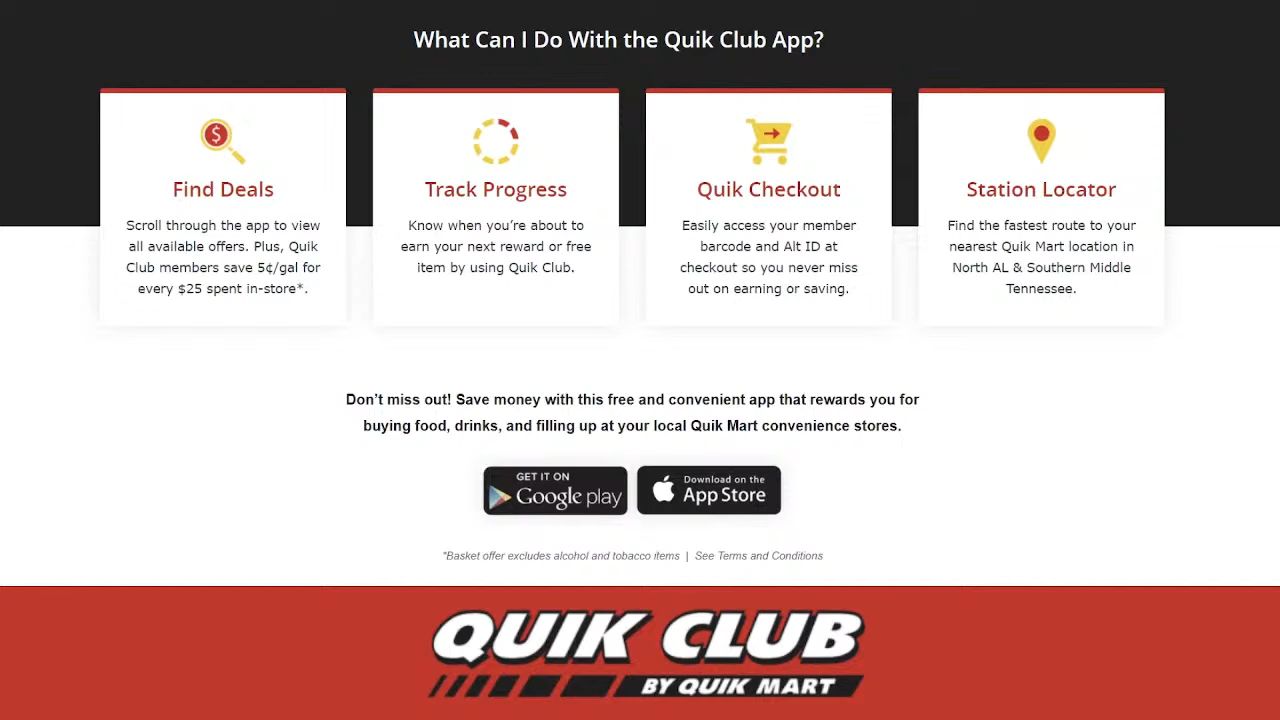 What Can I Do With the Quik Club App?
$
Find Deals
Scroll through the app to view
all available offers. Plus, Quik
Club members save 5¢/gal for
every $25 spent in-store*.
Track Progress
Know when you're about to
earn your next reward or free
item by using Quik Club.
Quik Checkout
Easily access your member
barcode and Alt ID at
checkout so you never miss
out on earning or saving.
Station Locator
Find the fastest route to your
nearest Quik Mart location in
North AL & Southern Middle
Tennessee.
Don't miss out! Save money with this free and convenient app that rewards you for
buying food, drinks, and filling up at your local Quik Mart convenience stores.
GET IT ON
Google play
Download on the
App Store
*Basket offer excludes alcohol and tobacco items | See Terms and Conditions
QUIK CLUB
BY QUIK MART